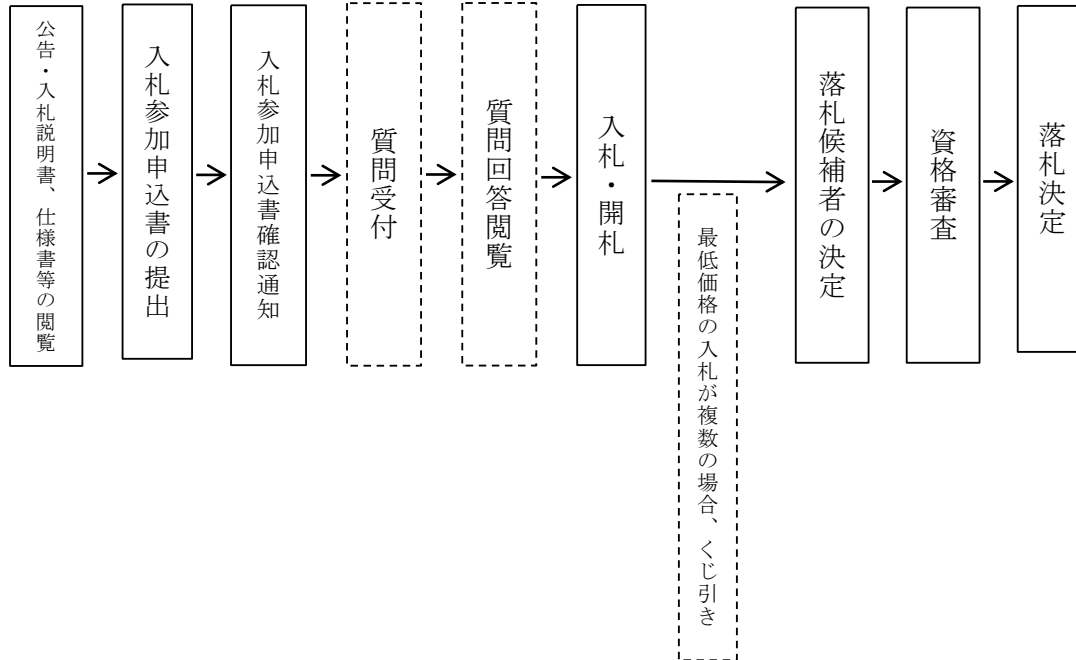 公告・入札説明書、仕様書等の閲覧
入札参加申込書の提出
入札参加申込書確認通知
質問受付
質問回答閲覧
入札・開札
最低価格の入札が複数の場合、くじ引き
落札候補者の決定
資格審査
落札決定